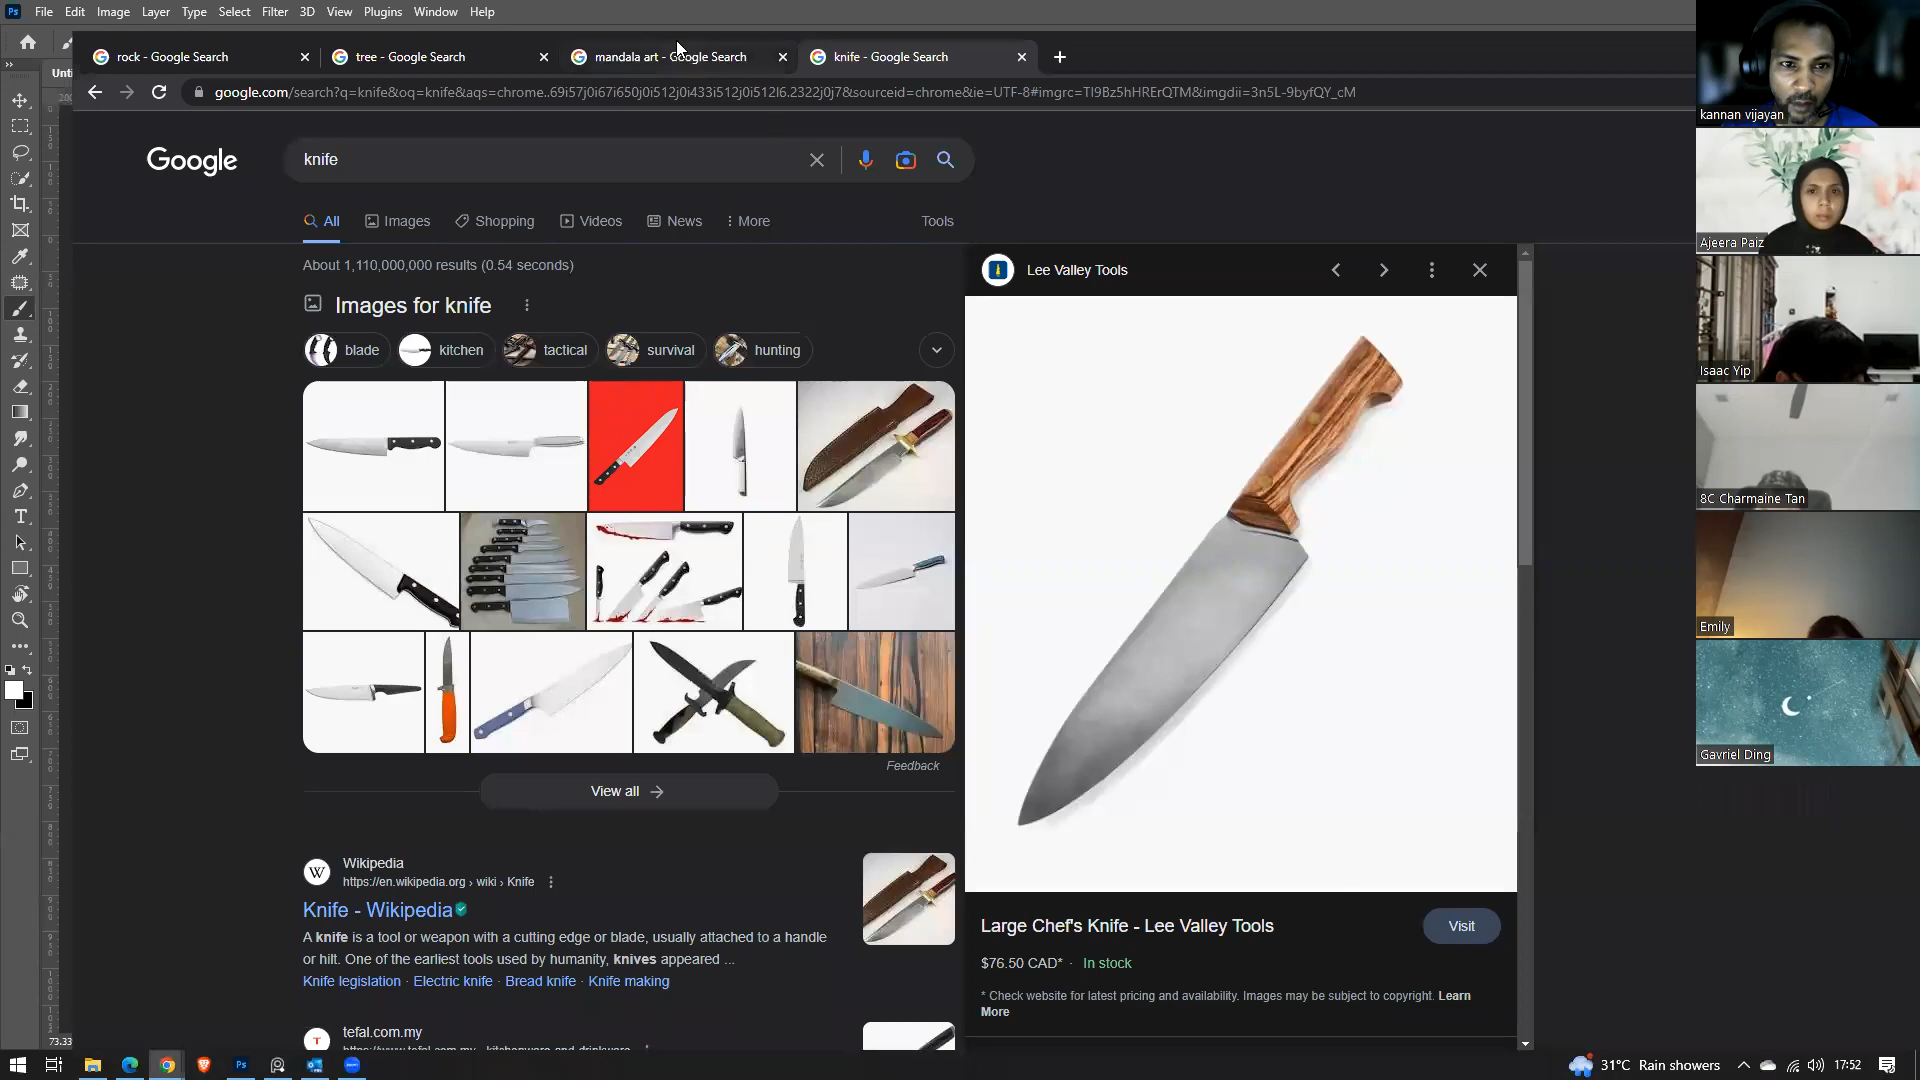 File Edit Image Layer Type Select Filter 3D View Plugins Window Help
rock - Google Search
tree - Google Search
mandala art - Google Search
knife - Google Search
google.com/search?q=knife&oq=knife&aqs=chrome..69i57j0i67i650j0i512j0i433i512j0i512l6.2322j0j7&sourceid=chrome&ie=UTF-8#imgrc=TI9Bz5hHRErQTM&imgdii=3n5L-9byfQY_cM
Google
knife
All Images Shopping Videos News More Tools
About 1,110,000,000 results (0.54 seconds)
Images for knife
blade kitchen tactical survival hunting
Feedback
View all
Wikipedia
https://en.wikipedia.org › wiki › Knife
Knife - Wikipedia
A knife is a tool or weapon with a cutting edge or blade, usually attached to a handle
or hilt. One of the earliest tools used by humanity, knives appeared ...
Knife legislation · Electric knife · Bread knife · Knife making
tefal.com.my
Lee Valley Tools
Large Chef's Knife - Lee Valley Tools
Visit
$76.50 CAD* · In stock
* Check website for latest pricing and availability. Images may be subject to copyright. Learn
More
kannan vijayan
Ajeera Paiz
Isaac Yip
8C Charmaine Tan
Emily
Gavriel Ding
Unti
73.33
31°C Rain showers
17:52